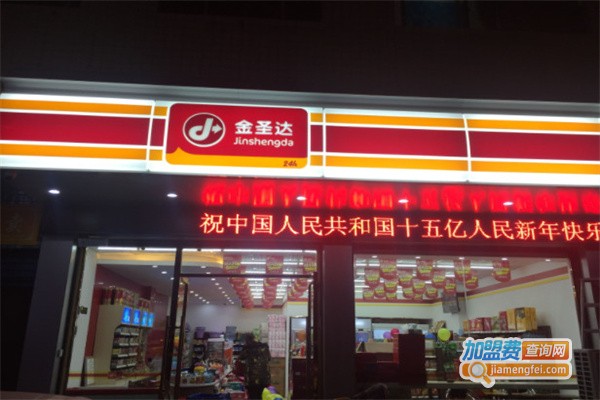 金圣达
Jinshengda
24h
祝中国人民共和国十五亿人民新年快乐
加盟费查询网
jiamengfei.com